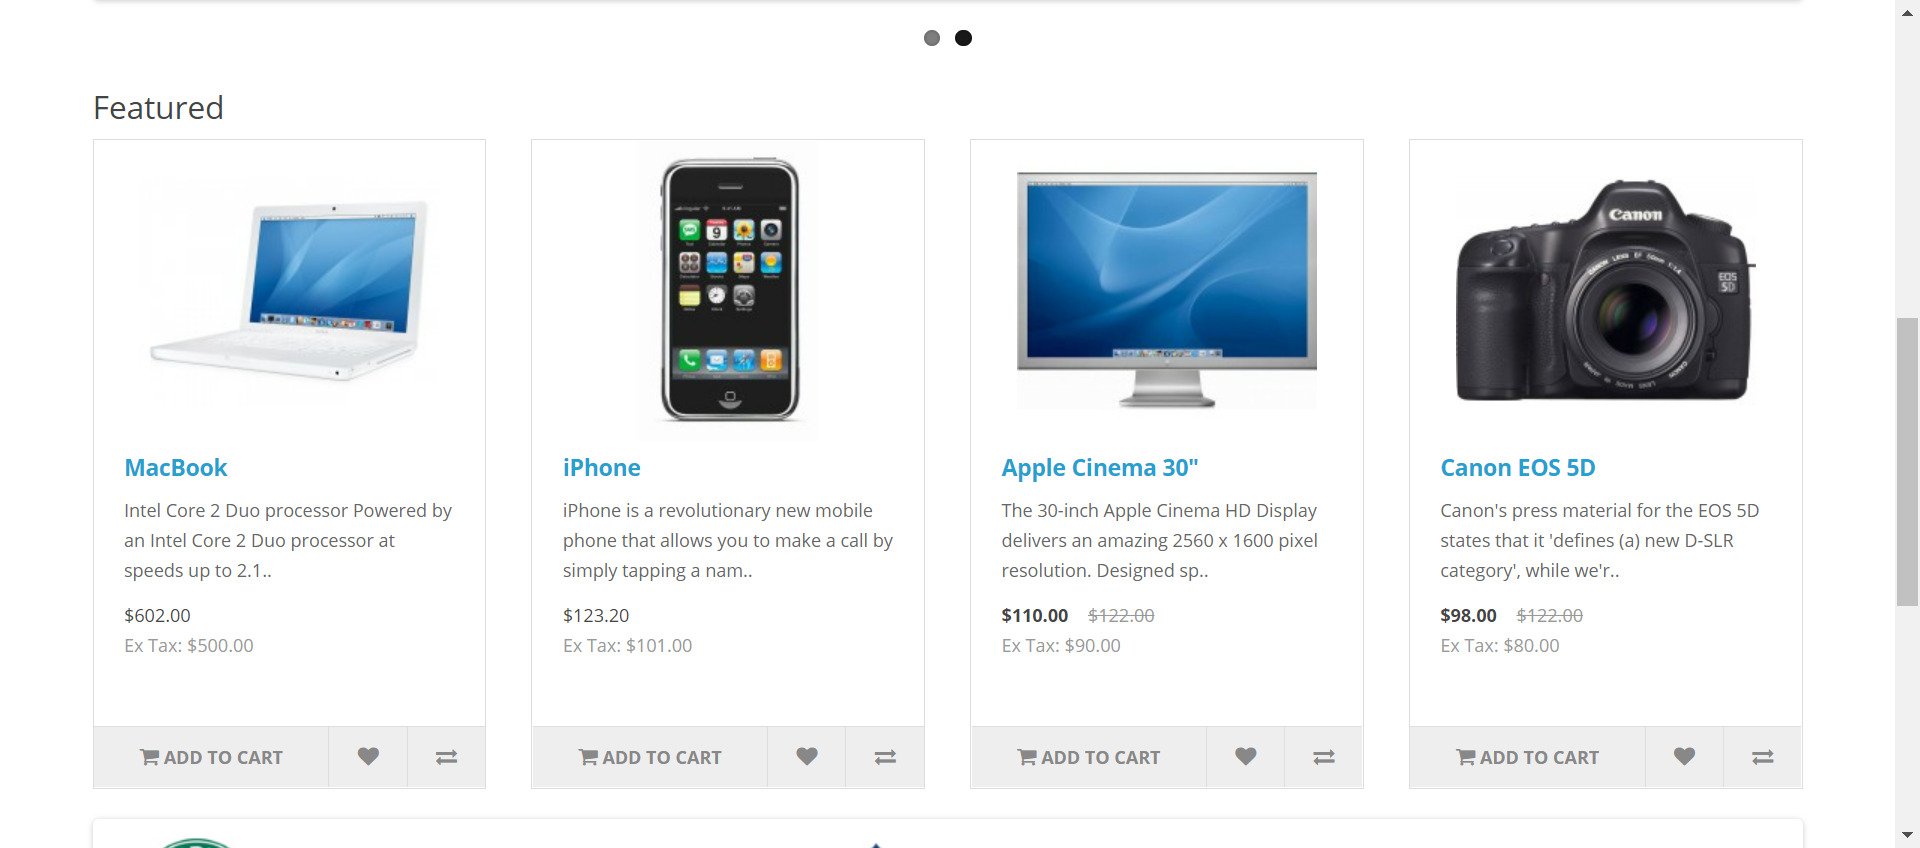 Featured
Canon
EOS
5D
MacBook
Intel Core 2 Duo processor Powered by
an Intel Core 2 Duo processor at
speeds up to 2.1..
$602.00
Ex Tax: $500.00
ADD TO CART
iPhone
iPhone is a revolutionary new mobile
phone that allows you to make a call by
simply tapping a nam..
$123.20
Ex Tax: $101.00
ADD TO CART
Apple Cinema 30"
The 30-inch Apple Cinema HD Display
delivers an amazing 2560 x 1600 pixel
resolution. Designed sp..
$110.00 $122.00
Ex Tax: $90.00
ADD TO CART
Canon EOS 5D
Canon's press material for the EOS 5D
states that it 'defines (a) new D-SLR
category', while we'r..
$98.00 $122.00
Ex Tax: $80.00
ADD TO CART